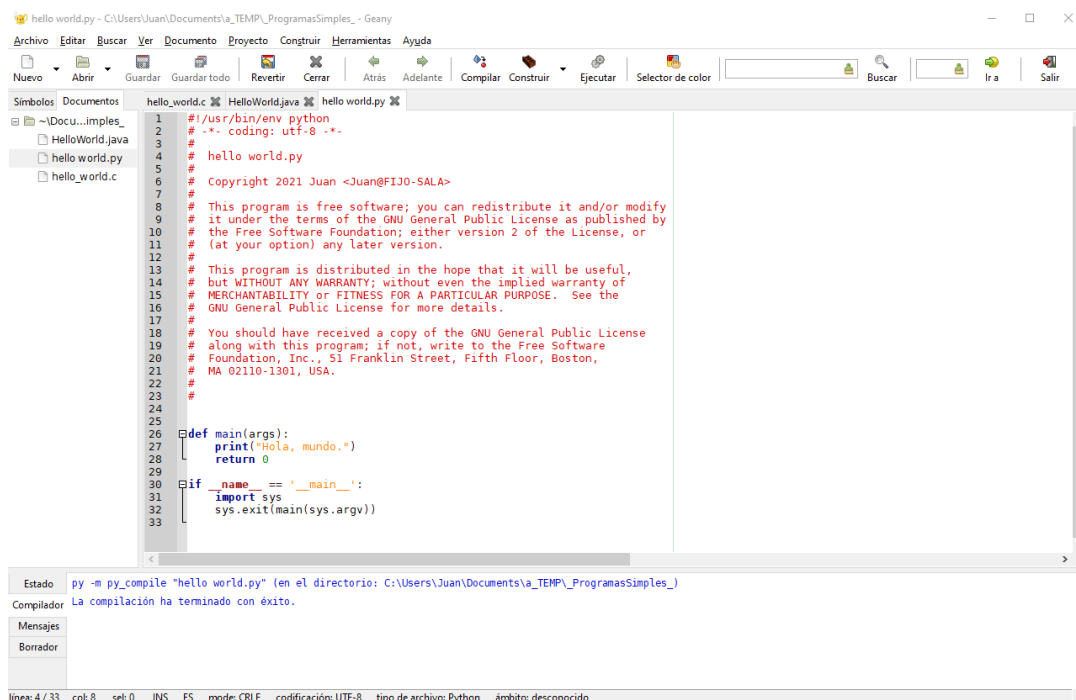 hello world.py - C:\Users\Juan\Documents\a_TEMP\_ProgramasSimples_ - Geany
Archivo Editar Buscar Ver Documento Proyecto Construir Herramientas Ayuda
Nuevo Abrir Guardar Guardar todo Revertir Cerrar Atrás Adelante Compilar Construir Ejecutar Selector de color Buscar Ir a Salir
Símbolos Documentos
hello_world.c HelloWorld.java hello world.py
~\Docu...imples_
HelloWorld.java
hello world.py
hello_world.c
1 #!/usr/bin/env python
2 # -*- coding: utf-8 -*-
3 #
4 #  hello world.py
5 #
6 #  Copyright 2021 Juan <Juan@FIJO-SALA>
7 #
8 #  This program is free software; you can redistribute it and/or modify
9 #  it under the terms of the GNU General Public License as published by
10 #  the Free Software Foundation; either version 2 of the License, or
11 #  (at your option) any later version.
12 #
13 #  This program is distributed in the hope that it will be useful,
14 #  but WITHOUT ANY WARRANTY; without even the implied warranty of
15 #  MERCHANTABILITY or FITNESS FOR A PARTICULAR PURPOSE.  See the
16 #  GNU General Public License for more details.
17 #
18 #  You should have received a copy of the GNU General Public License
19 #  along with this program; if not, write to the Free Software
20 #  Foundation, Inc., 51 Franklin Street, Fifth Floor, Boston,
21 #  MA 02110-1301, USA.
22 #
23 #
24
25
26 def main(args):
27     print("Hola, mundo.")
28     return 0
29
30 if __name__ == '__main__':
31     import sys
32     sys.exit(main(sys.argv))
33
Estado
Compilador
Mensajes
Borrador
py -m py_compile "hello world.py" (en el directorio: C:\Users\Juan\Documents\a_TEMP\_ProgramasSimples_)
La compilación ha terminado con éxito.
línea: 4 / 33 col: 8 sel: 0 INS ES mode: CRLF codificación: UTF-8 tipo de archivo: Python ámbito: desconocido